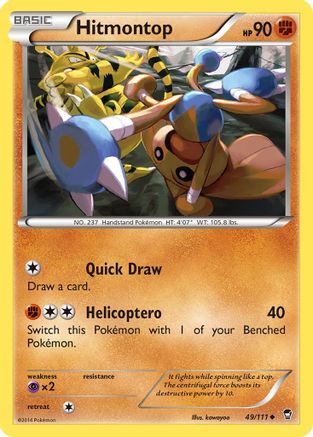 BASIC Hitmontop HP 90
NO. 237 Handstand Pokémon HT: 4'07" WT: 105.8 lbs.
Quick Draw
Draw a card.
Helicoptero 40
Switch this Pokémon with 1 of your Benched
Pokémon.
weakness resistance
×2
It fights while spinning like a top.
The centrifugal force boosts its
destructive power by 10.
retreat
©2014 Pokémon
Illus. kawayoo 49/111